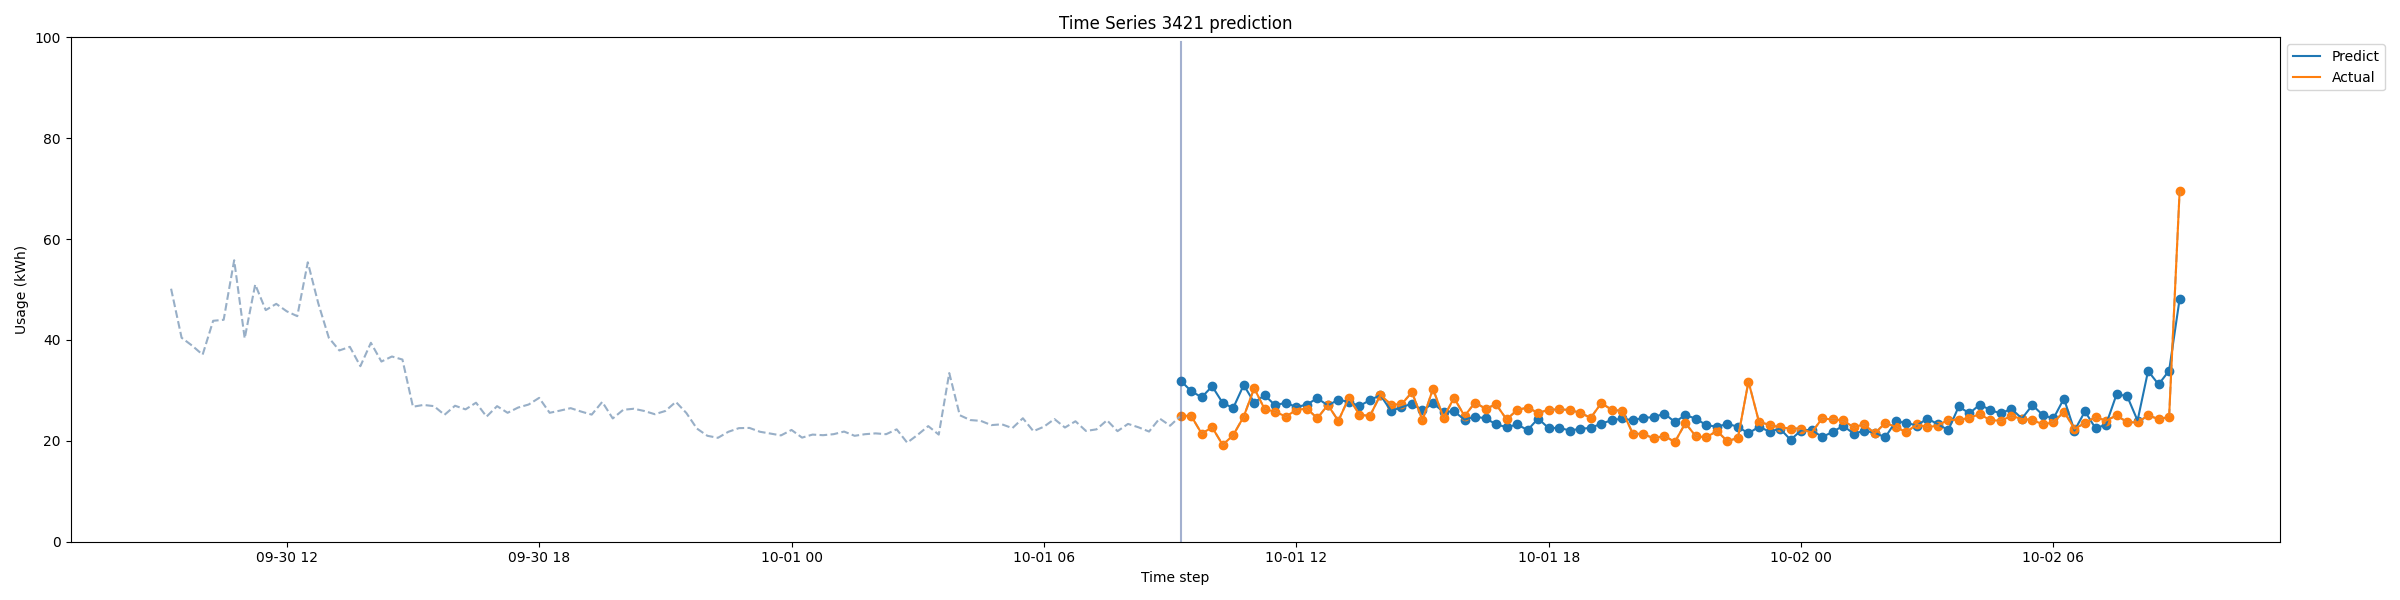 Time Series 3421 prediction
100
80
60
40
20
0
Usage (kWh)
09-30 12
09-30 18
10-01 00
10-01 06
10-01 12
10-01 18
10-02 00
10-02 06
Time step
Predict
Actual